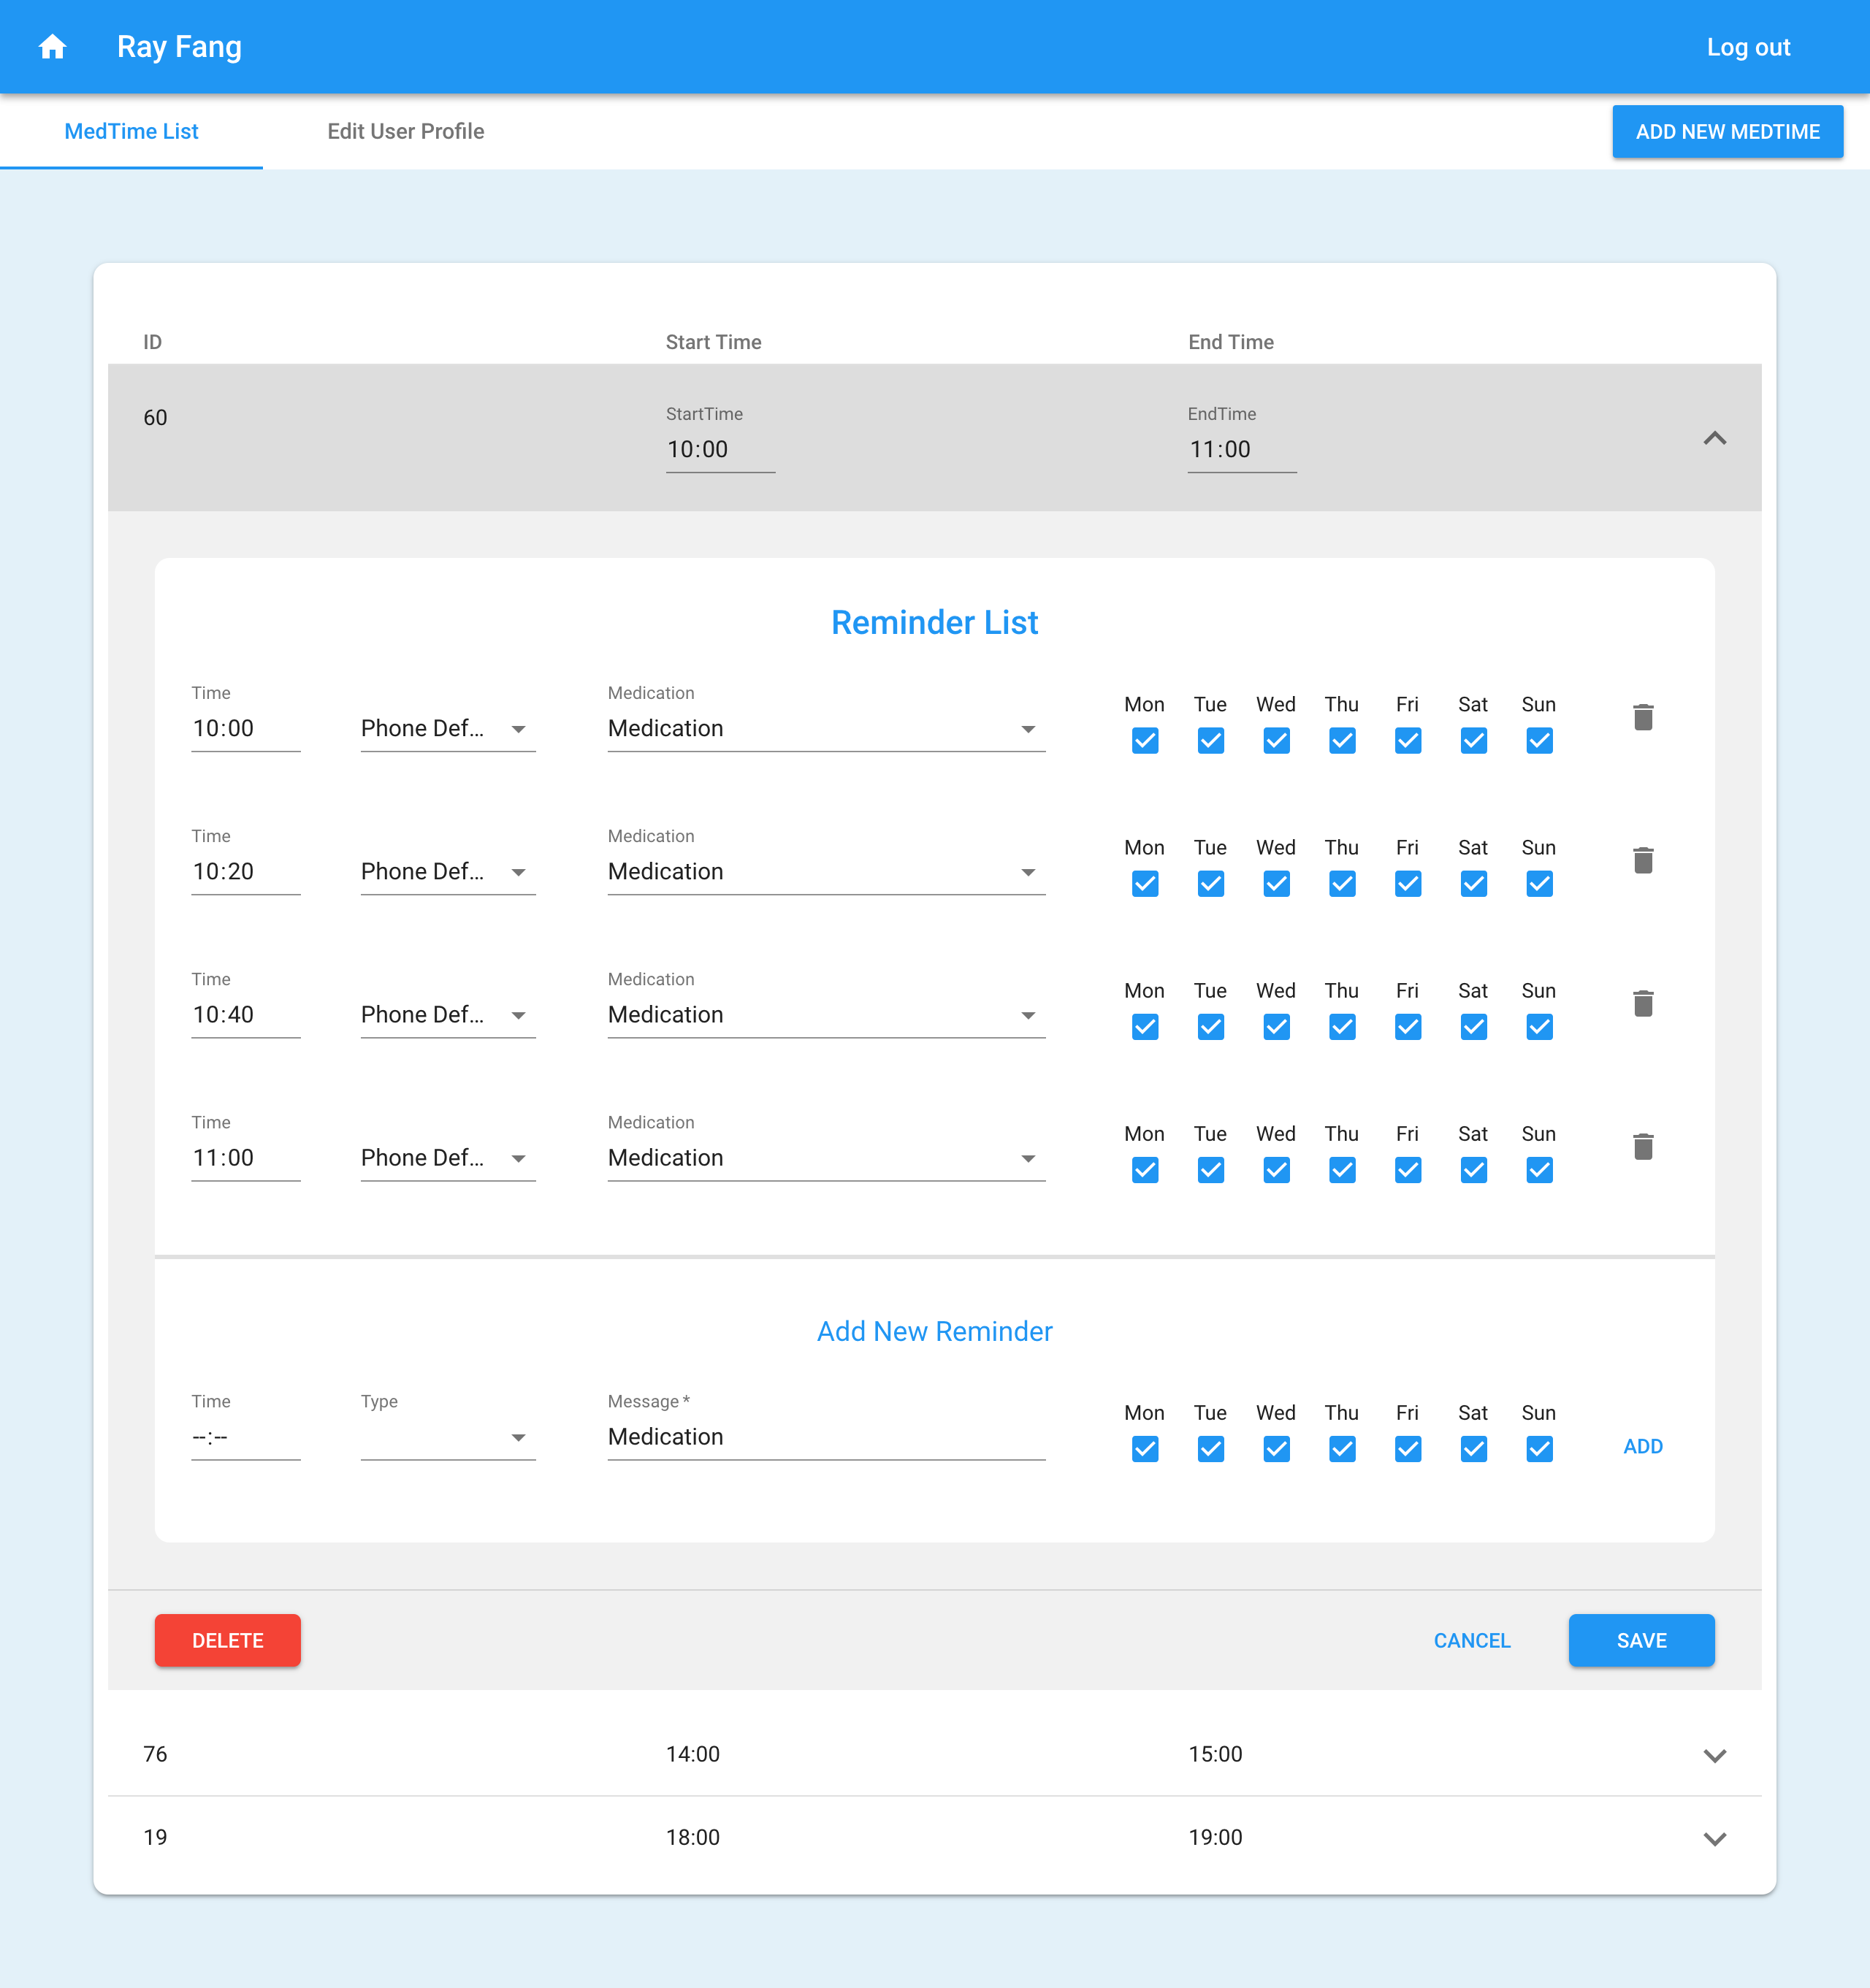 Ray Fang Log out
MedTime List Edit User Profile ADD NEW MEDTIME
ID Start Time End Time
60 StartTime EndTime
10:00 11:00
Reminder List
Time Medication
Mon Tue Wed Thu Fri Sat Sun
10:00 Phone Def... Medication
Time Medication
Mon Tue Wed Thu Fri Sat Sun
10:20 Phone Def... Medication
Time Medication
Mon Tue Wed Thu Fri Sat Sun
10:40 Phone Def... Medication
Time Medication
Mon Tue Wed Thu Fri Sat Sun
11:00 Phone Def... Medication
Add New Reminder
Time Type Message *
Mon Tue Wed Thu Fri Sat Sun
--:-- Medication ADD
DELETE CANCEL SAVE
76 14:00 15:00
19 18:00 19:00